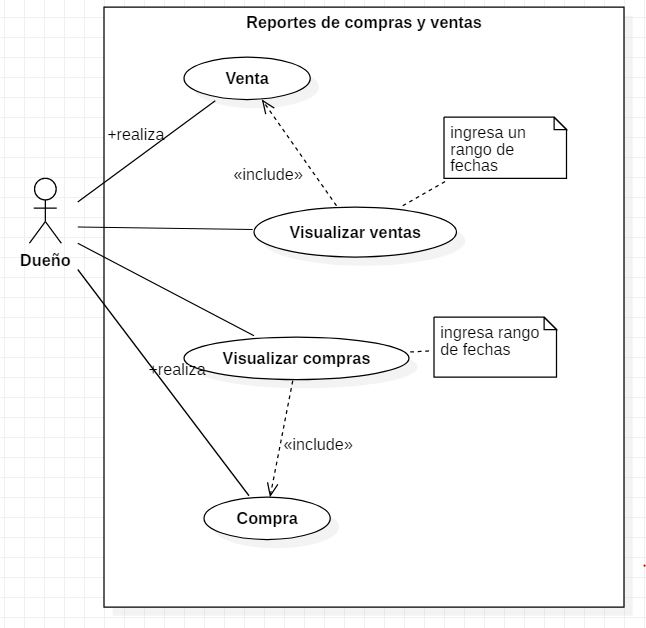 Reportes de compras y ventas
Venta
+realiza
ingresa un
rango de
fechas
«include»
Visualizar ventas
Dueño
ingresa rango
de fechas
Visualizar compras
+realiza
«include»
Compra